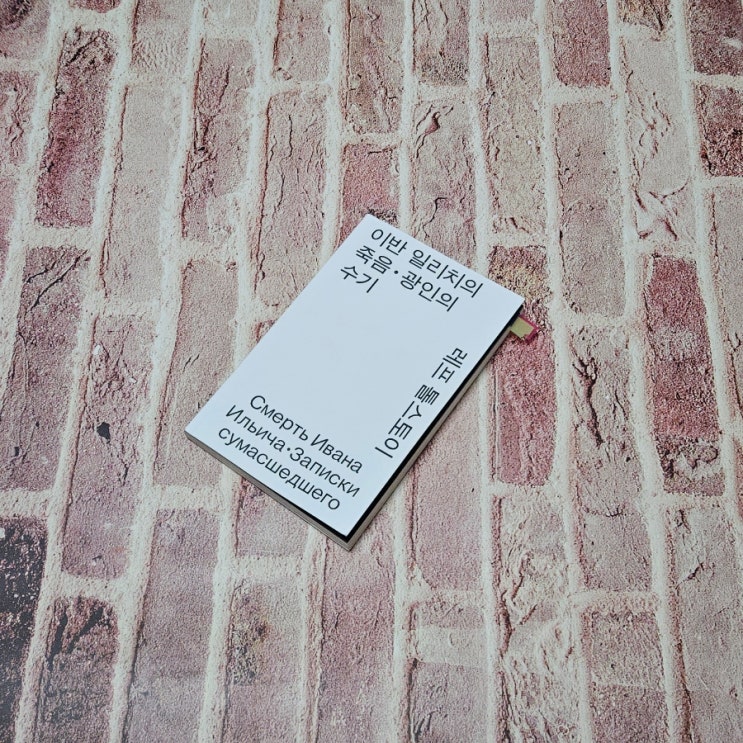 이반 일리치의
죽음·광인의
수기
레프 톨스토이
Смерть Ивана
Ильича·Записки
сумасшедшего